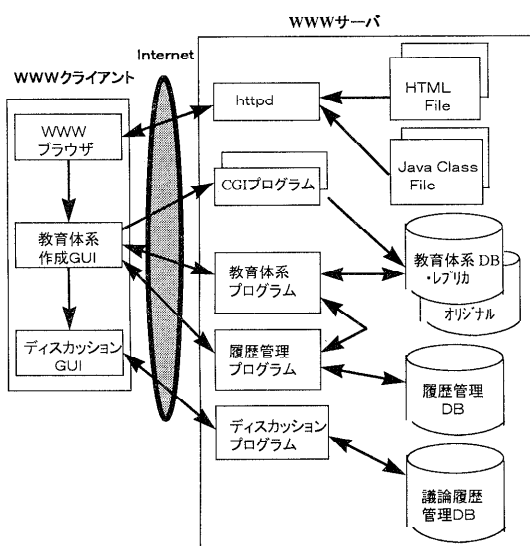 WWWサーバ
Internet
WWWクライアント
WWW
ブラウザ
教育体系
作成GUI
ディスカッション
GUI
httpd
CGIプログラム
教育体系
プログラム
履歴管理
プログラム
ディスカッション
プログラム
HTML
File
Java Class
File
教育体系 DB
・レプリカ
オリジナル
履歴管理
DB
議論履歴
管理DB